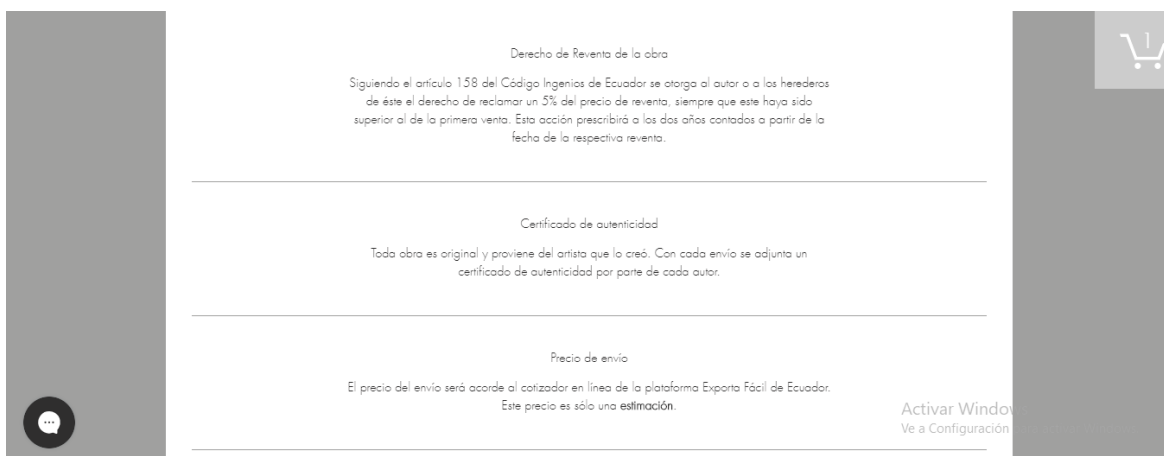 1
Derecho de Reventa de la obra
Siguiendo el artículo 158 del Código Ingenios de Ecuador se otorga al autor o a los herederos
de éste el derecho de reclamar un 5% del precio de reventa, siempre que este haya sido
superior al de la primera venta. Esta acción prescribirá a los dos años contados a partir de la
fecha de la respectiva reventa.
Certificado de autenticidad
Toda obra es original y proviene del artista que lo creó. Con cada envío se adjunta un
certificado de autenticidad por parte de cada autor.
Precio de envío
El precio del envío será acorde al cotizador en línea de la plataforma Exporta Fácil de Ecuador.
Este precio es sólo una estimación.
Activar Windows
Ve a Configuración